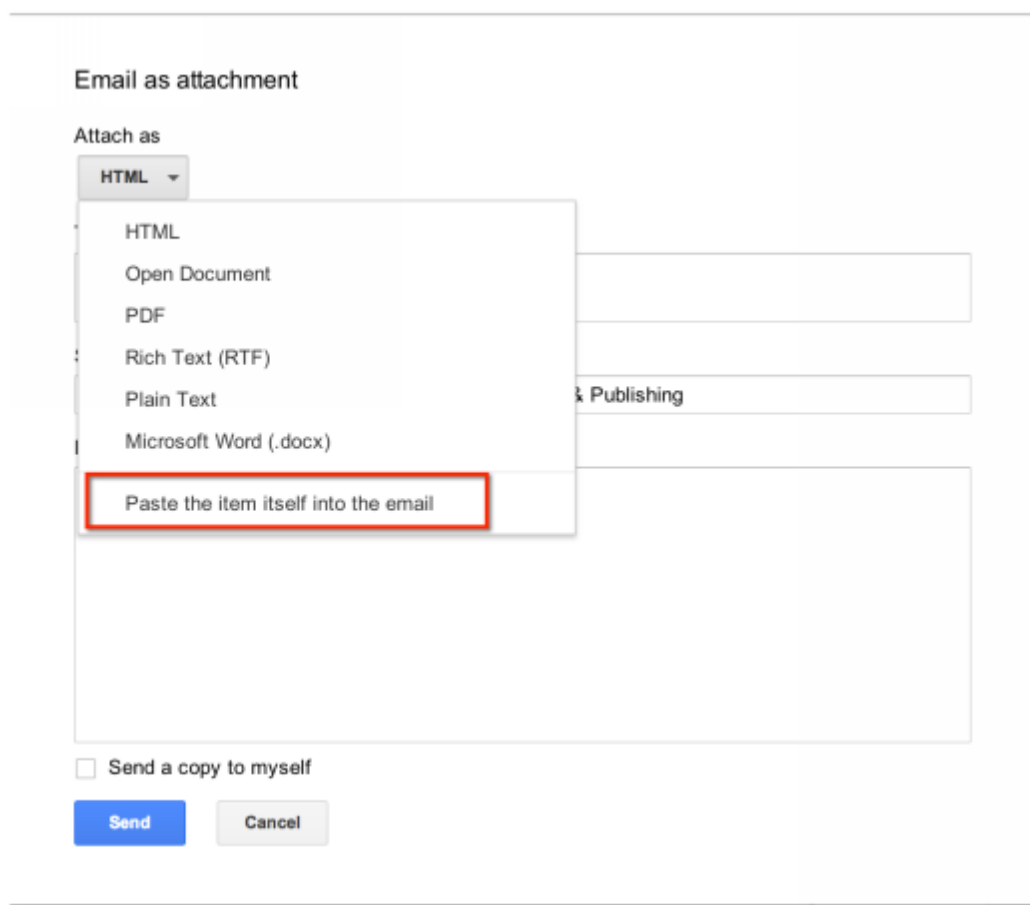 Email as attachment
Attach as
HTML
HTML
Open Document
PDF
Rich Text (RTF)
Plain Text
& Publishing
Microsoft Word (.docx)
Paste the item itself into the email
Send a copy to myself
Send Cancel